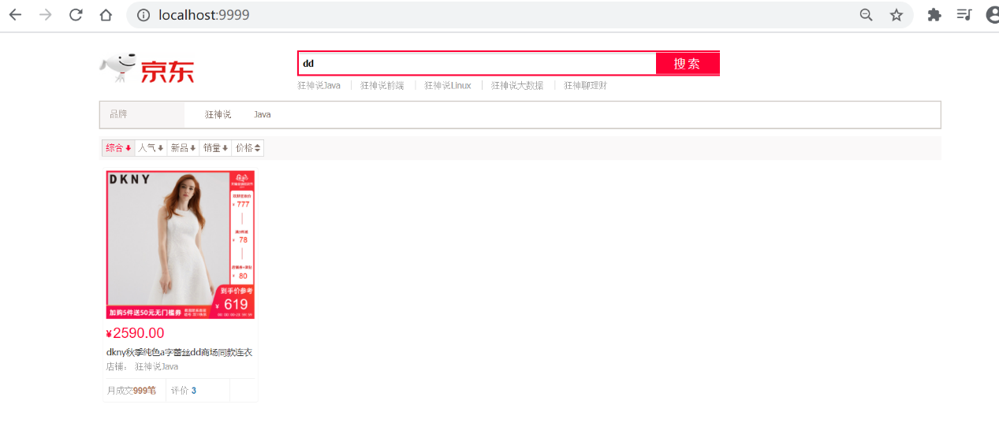 localhost:9999
京东
dd
搜索
狂神说Java
狂神说前端
狂神说Linux
狂神说大数据
狂神聊理财
品牌
狂神说
Java
综合
人气
新品
销量
价格
DKNY
¥ 777
78
80
到手价参考
¥ 619
加购5件送50元无门槛券
¥2590.00
dkny秋季纯色a字蕾丝dd商场同款连衣
店铺： 狂神说Java
月成交999笔
评价 3